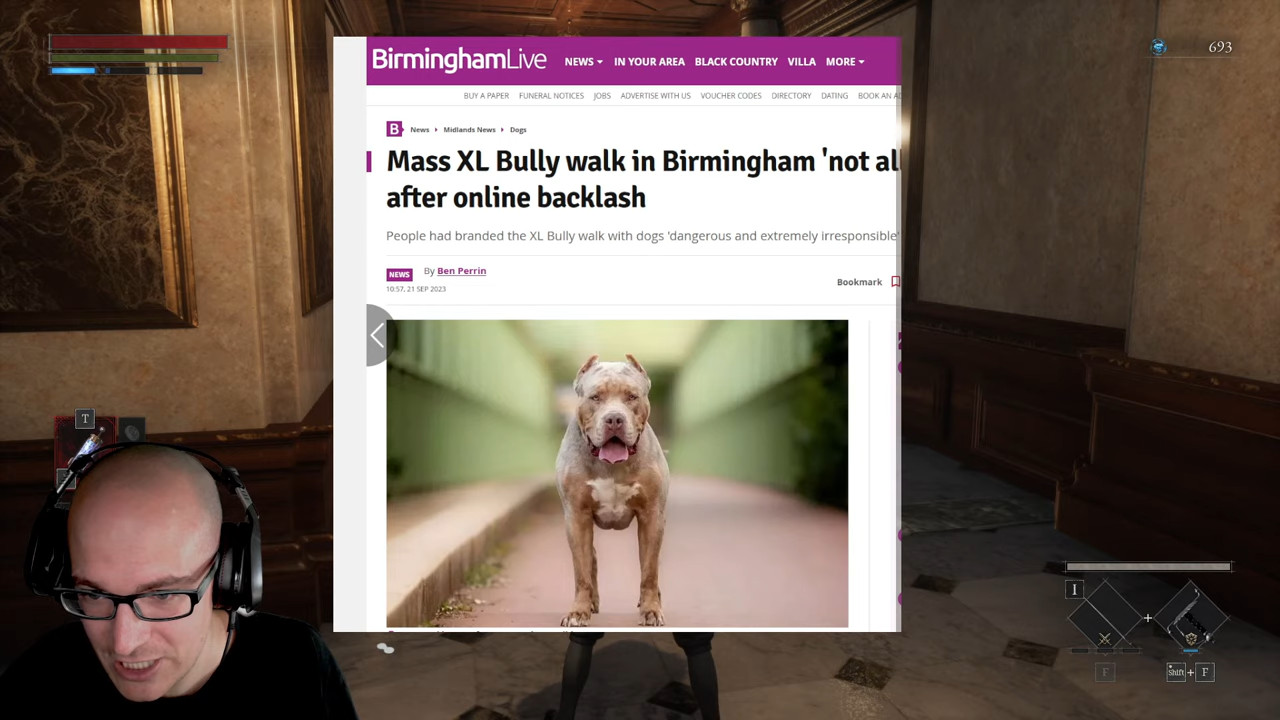 693
BirminghamLive
NEWS IN YOUR AREA BLACK COUNTRY VILLA MORE
BUY A PAPER FUNERAL NOTICES JOBS ADVERTISE WITH US VOUCHER CODES DIRECTORY DATING BOOK AN
B News Midlands News Dogs
Mass XL Bully walk in Birmingham 'not
after online backlash
People had branded the XL Bully walk with dogs 'dangerous and extremely irresponsible'
NEWS By Ben Perrin
10:57, 21 SEP 2023
Bookmark
T
I
F
Shift + F